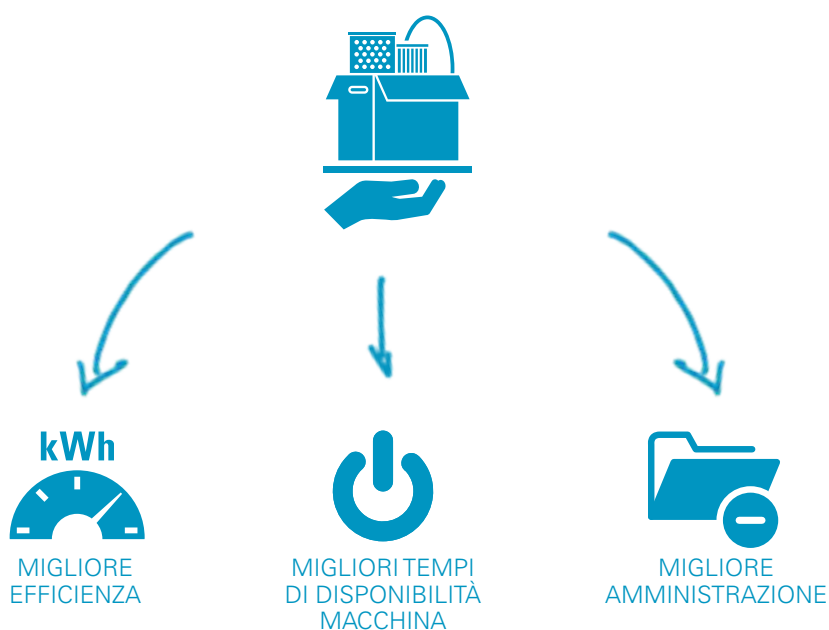 kWh
MIGLIORE
EFFICIENZA
MIGLIORI TEMPI
DI DISPONIBILITÀ
MACCHINA
MIGLIORE
AMMINISTRAZIONE